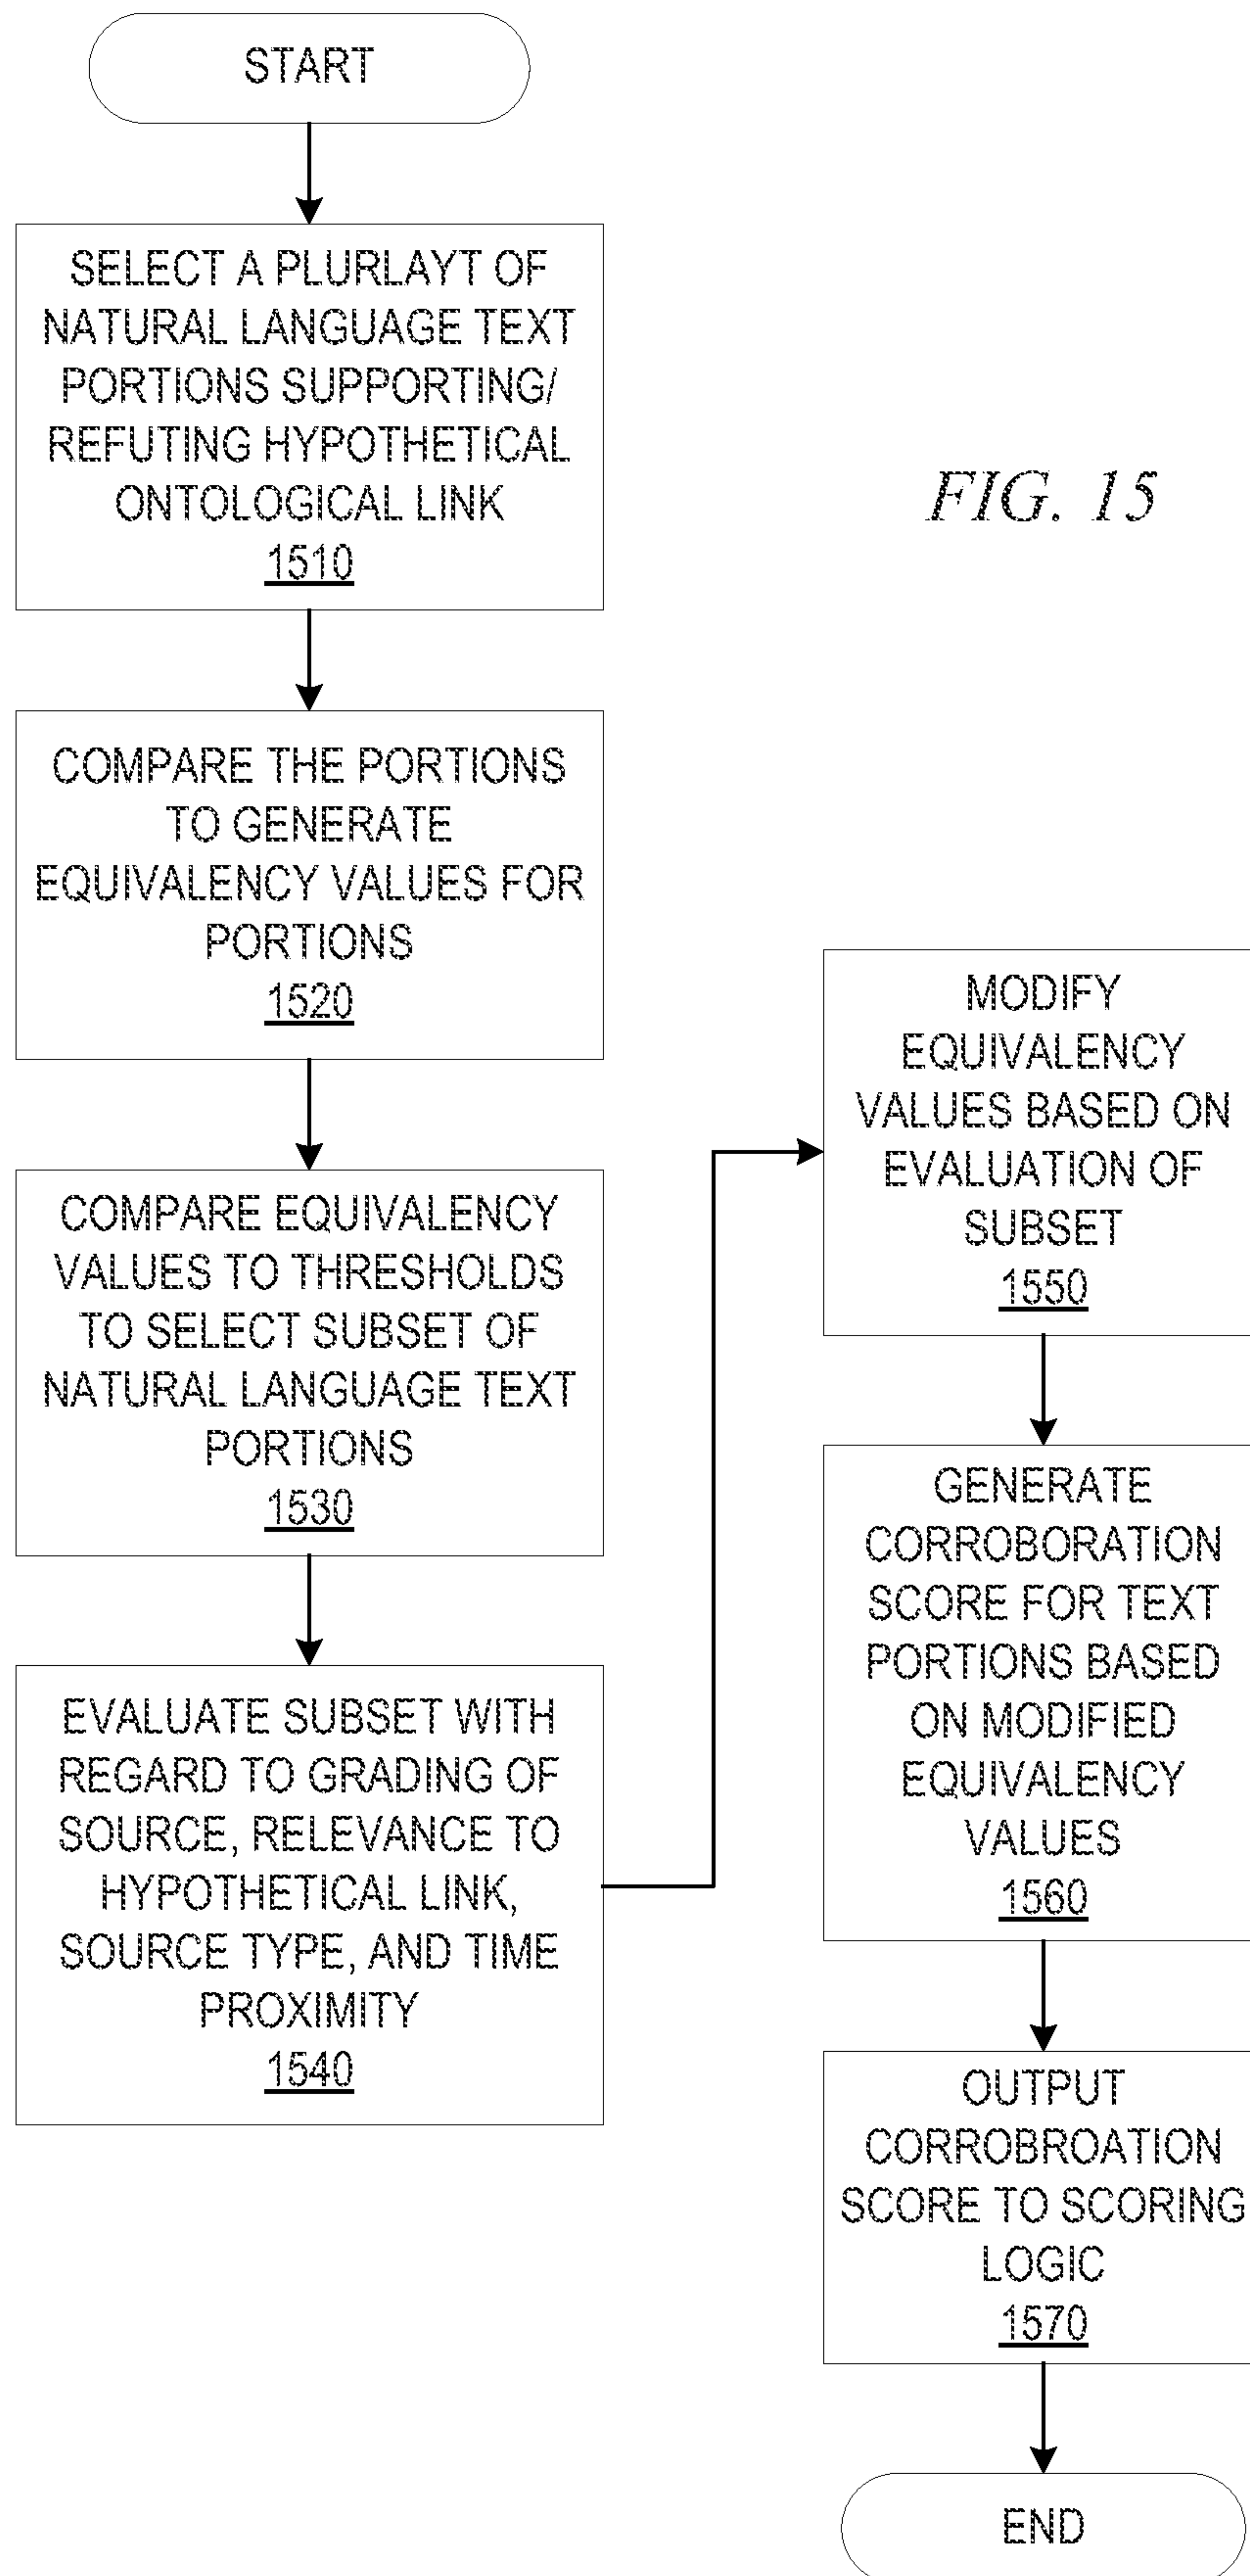 START
SELECT A PLURLAYT OF
NATURAL LANGUAGE TEXT
PORTIONS SUPPORTING/
REFUTING HYPOTHETICAL
ONTOLOGICAL LINK
1510
COMPARE THE PORTIONS
TO GENERATE
EQUIVALENCY VALUES FOR
PORTIONS
1520
COMPARE EQUIVALENCY
VALUES TO THRESHOLDS
TO SELECT SUBSET OF
NATURAL LANGUAGE TEXT
PORTIONS
1530
EVALUATE SUBSET WITH
REGARD TO GRADING OF
SOURCE, RELEVANCE TO
HYPOTHETICAL LINK,
SOURCE TYPE, AND TIME
PROXIMITY
1540
FIG. 15
MODIFY
EQUIVALENCY
VALUES BASED ON
EVALUATION OF
SUBSET
1550
GENERATE
CORROBORATION
SCORE FOR TEXT
PORTIONS BASED
ON MODIFIED
EQUIVALENCY
VALUES
1560
OUTPUT
CORROBROATION
SCORE TO SCORING
LOGIC
1570
END